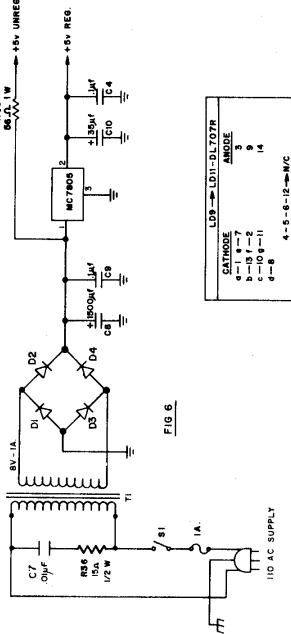 +5v UNREG.
56Ω 1 W
+5v REG.
.1µf
C4
+ 35µf
C10
MC7805
1
2
3
.1µf
C9
+ 1500µf
C8
D1
D2
D3
D4
8V-1A
T1
FIG 6
C7
.01µF
R36
15Ω
1/2 W
S1
1A.
110 AC SUPPLY
LD9 → LD11-DL707R
CATHODE ANODE
a—1 e—7 3
b—13 f—2 9
c—10 g—11 14
d—8
4-5-6-12→N/C